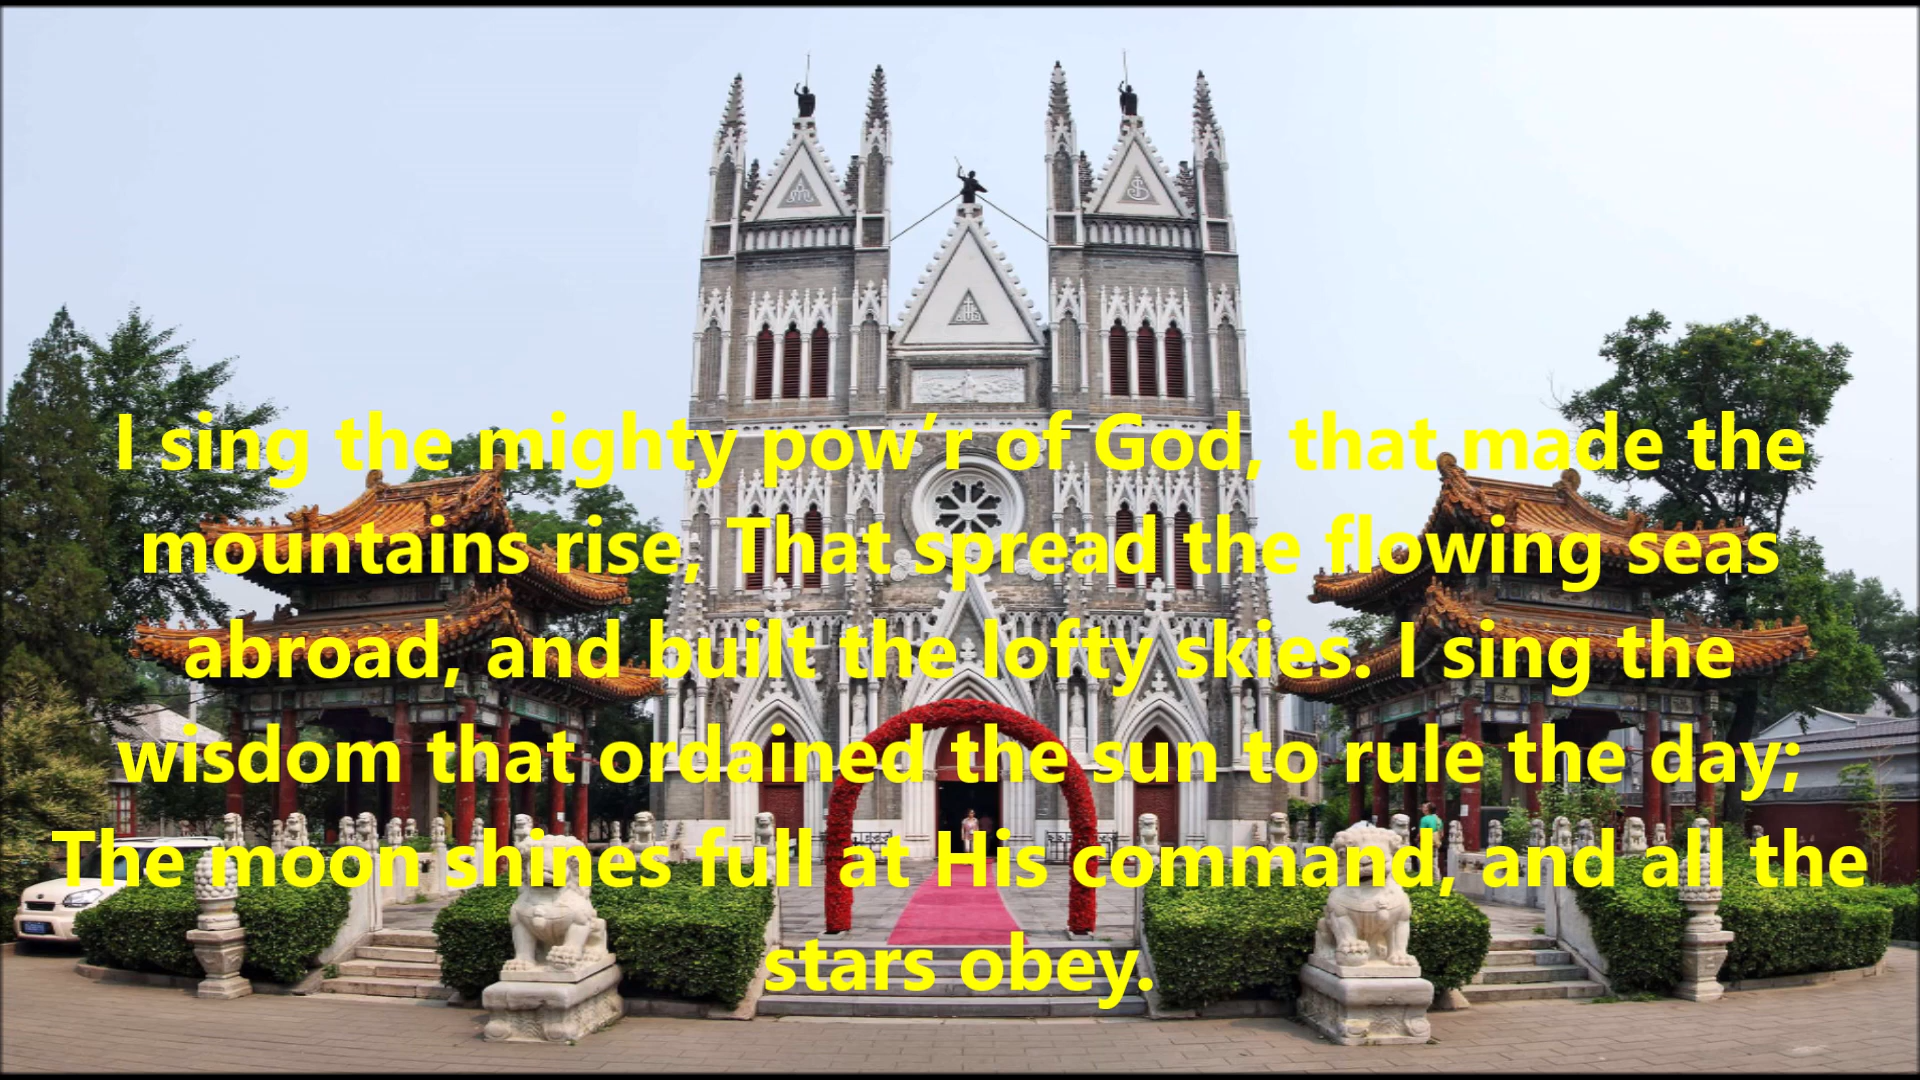 I sing the mighty pow’r of God, that made the
mountains rise, That spread the flowing seas
abroad, and built the lofty skies. I sing the
wisdom that ordained the sun to rule the day;
The moon shines full at His command, and all the
stars obey.